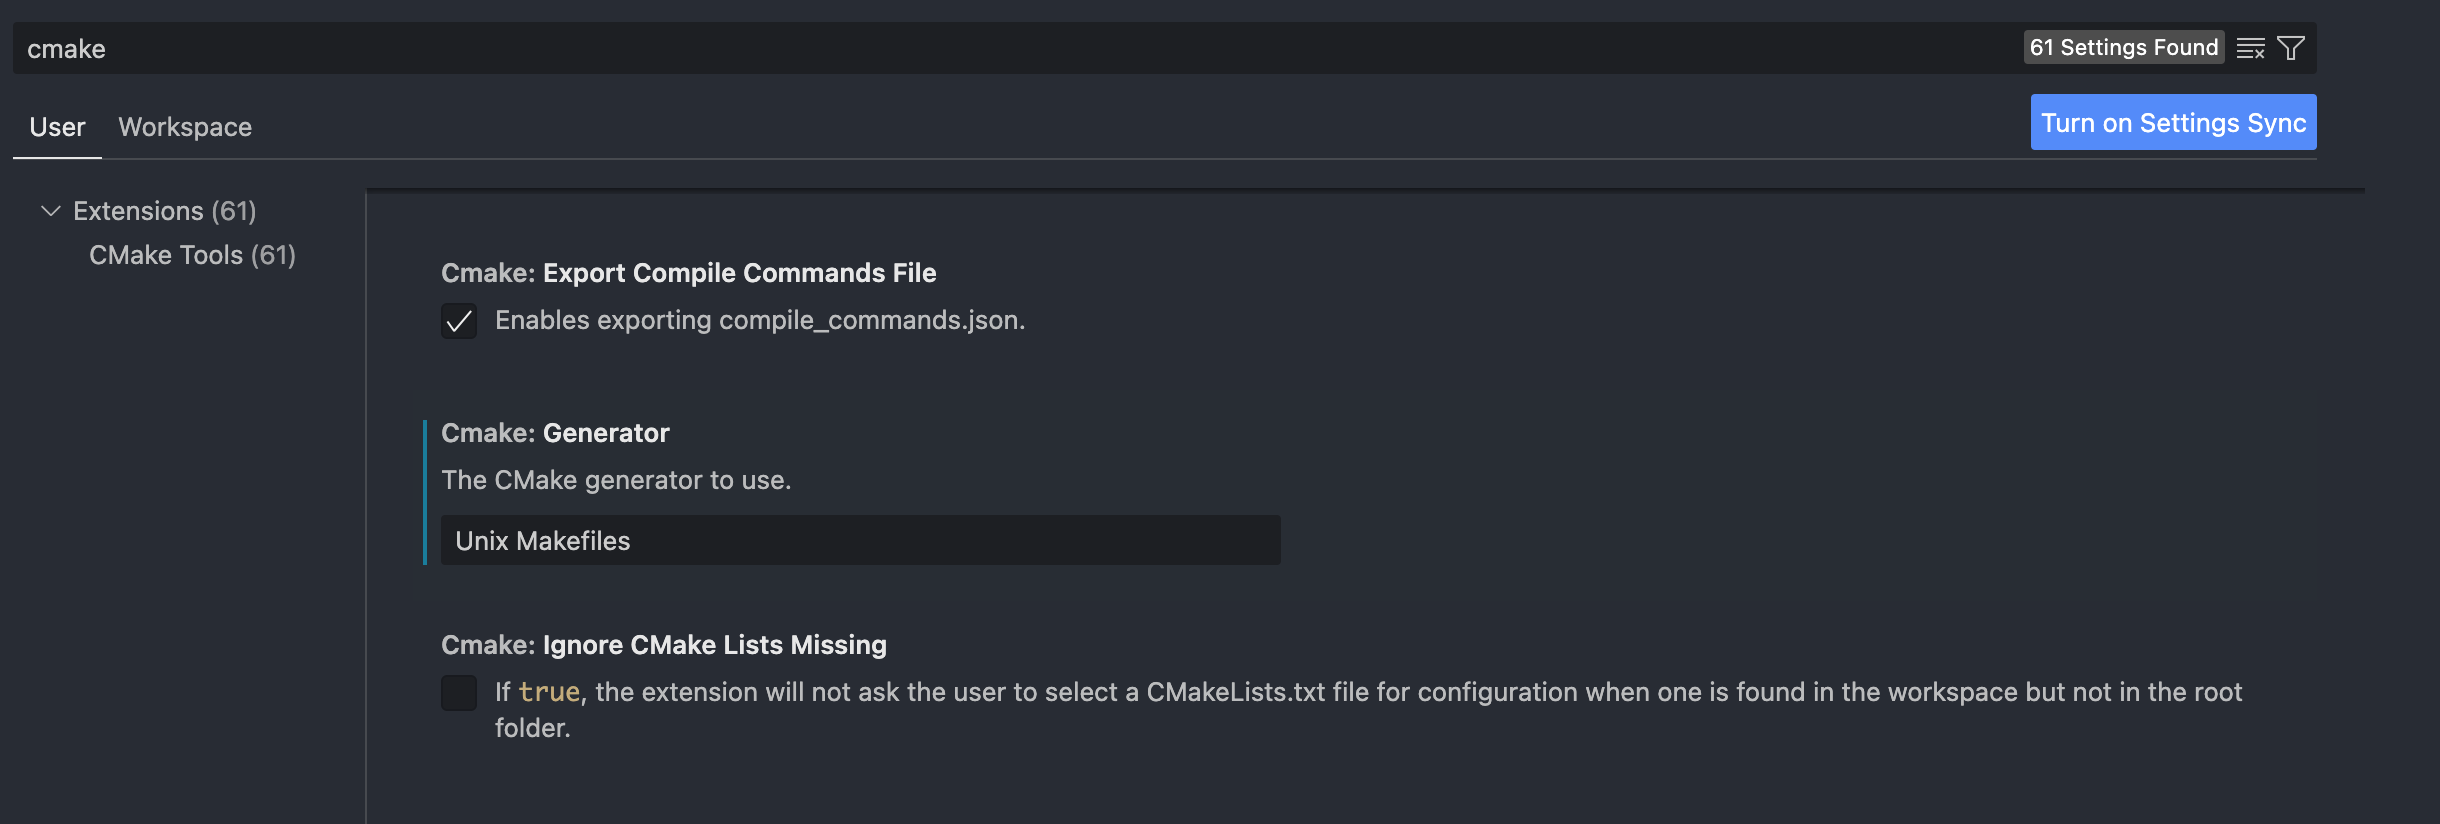 cmake
61 Settings Found
User
Workspace
Turn on Settings Sync
Extensions (61)
CMake Tools (61)
Cmake: Export Compile Commands File
Enables exporting compile_commands.json.
Cmake: Generator
The CMake generator to use.
Unix Makefiles
Cmake: Ignore CMake Lists Missing
If true, the extension will not ask the user to select a CMakeLists.txt file for configuration when one is found in the workspace but not in the root
folder.